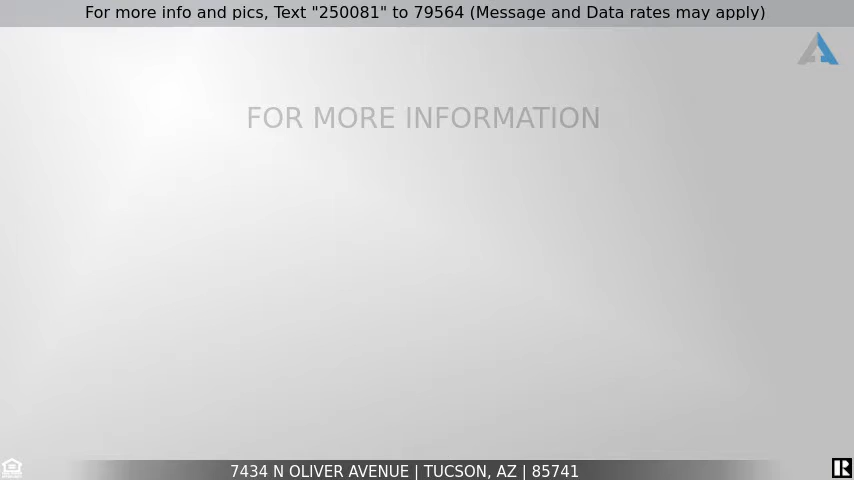 For more info and pics, Text "250081" to 79564 (Message and Data rates may apply)
FOR MORE INFORMATION
7434 N OLIVER AVENUE | TUCSON, AZ | 85741